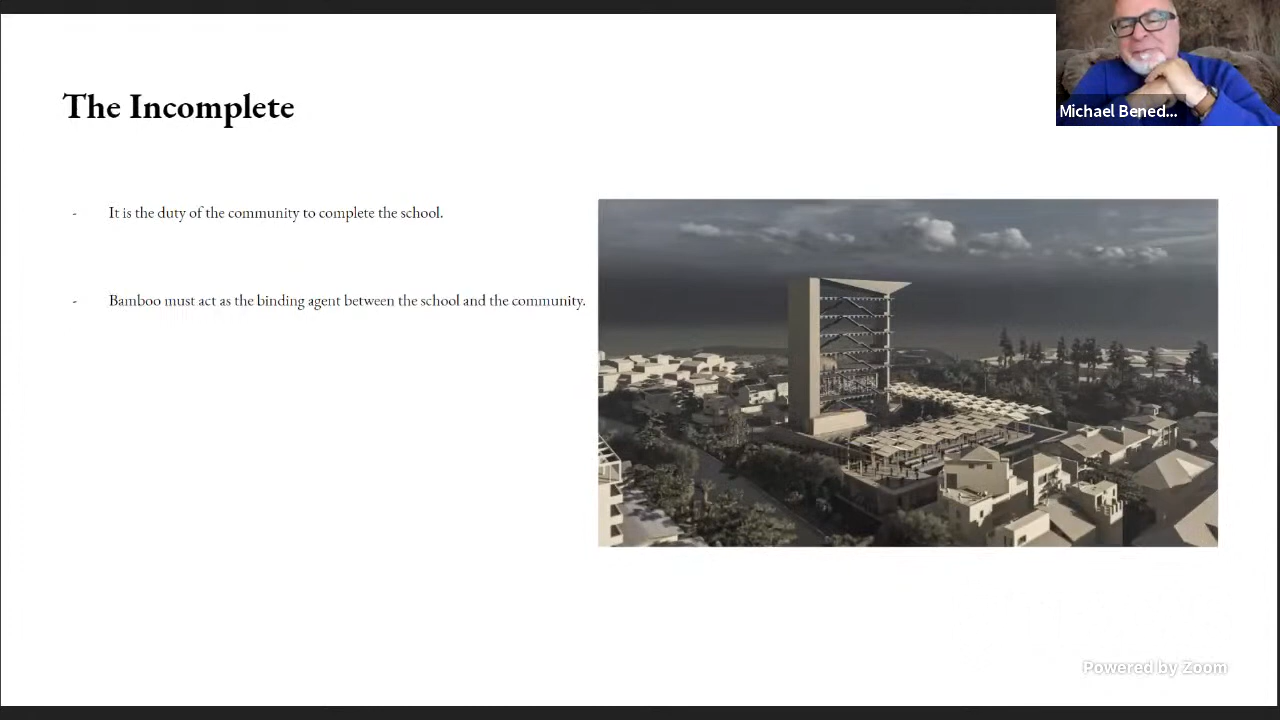 The Incomplete
- It is the duty of the community to complete the school.
- Bamboo must act as the binding agent between the school and the community.
Michael Bened...
Powered by Zoom